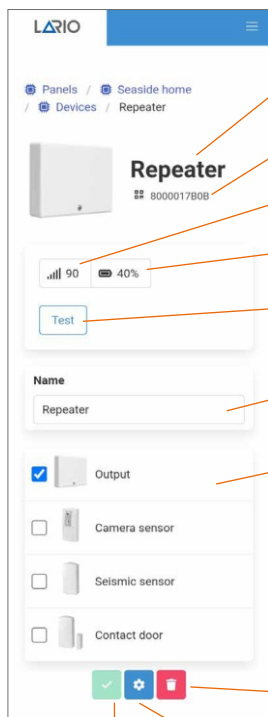 LARIO
Panels / Seaside home
/ Devices / Repeater
Repeater
8000017B0B
90 40%
Test
Name
Repeater
Output
Camera sensor
Seismic sensor
Contact door